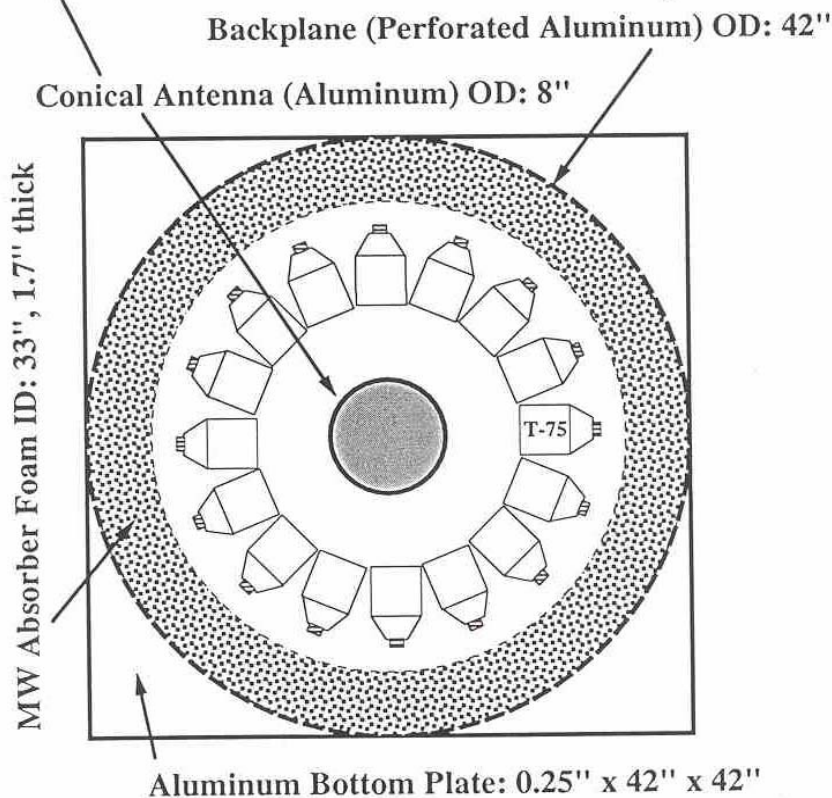 Backplane (Perforated Aluminum) OD: 42"
Conical Antenna (Aluminum) OD: 8"
MW Absorber Foam ID: 33", 1.7" thick
T-75
Aluminum Bottom Plate: 0.25" x 42" x 42"